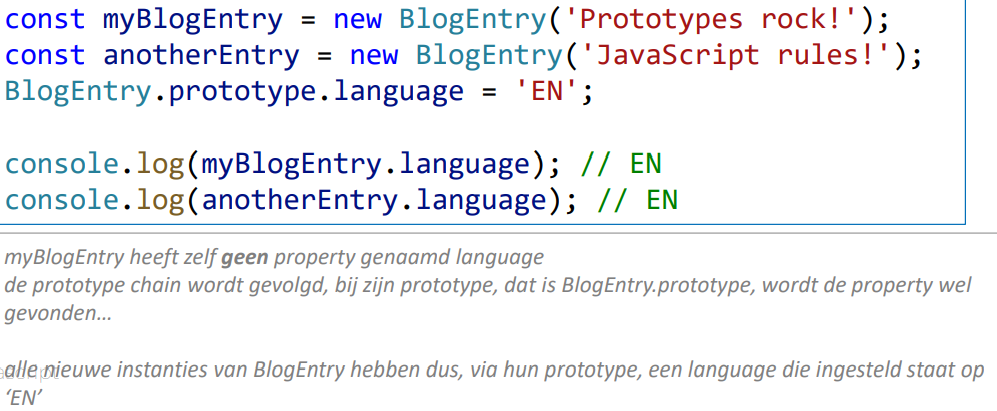 const myBlogEntry = new BlogEntry('Prototypes rock!');
const anotherEntry = new BlogEntry('JavaScript rules!');
BlogEntry.prototype.language = 'EN';
console.log(myBlogEntry.language); // EN
console.log(anotherEntry.language); // EN
myBlogEntry heeft zelf geen property genaamd language
de prototype chain wordt gevolgd, bij zijn prototype, dat is BlogEntry.prototype, wordt de property wel
gevonden…
alle nieuwe instanties van BlogEntry hebben dus, via hun prototype, een language die ingesteld staat op
‘EN’